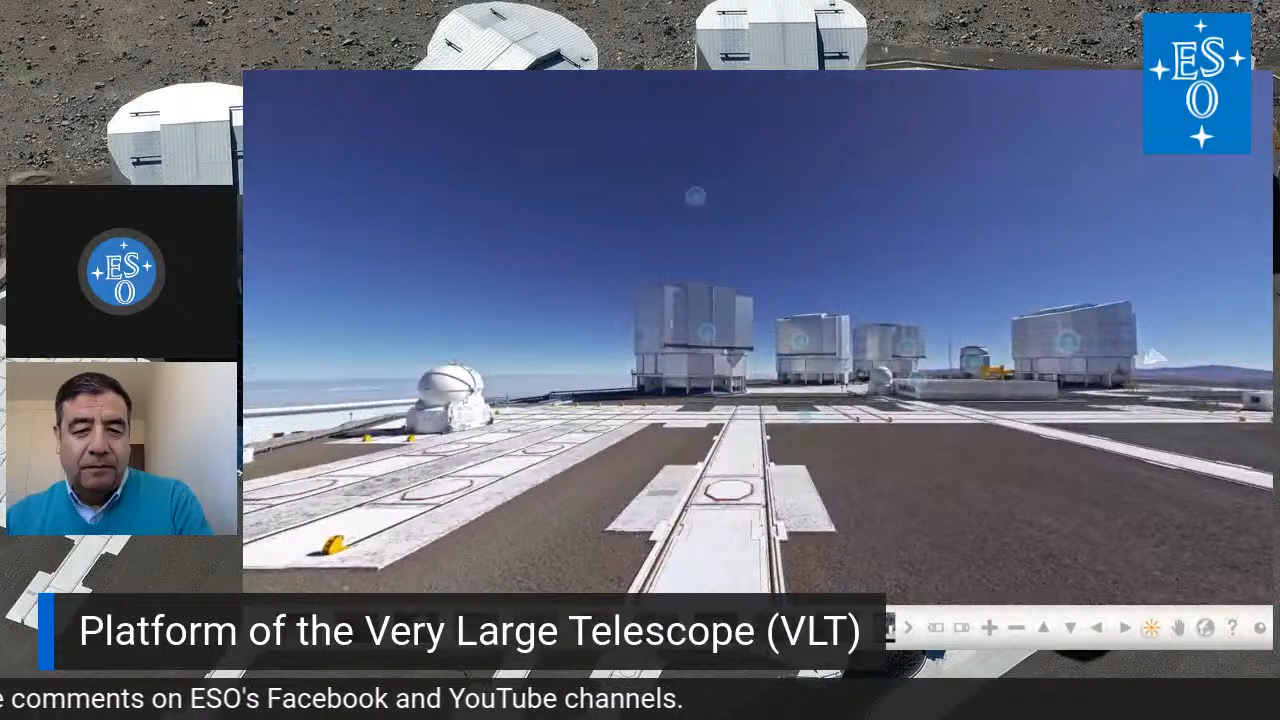 ESO
ESO
Platform of the Very Large Telescope (VLT)
comments on ESO's Facebook and YouTube channels.